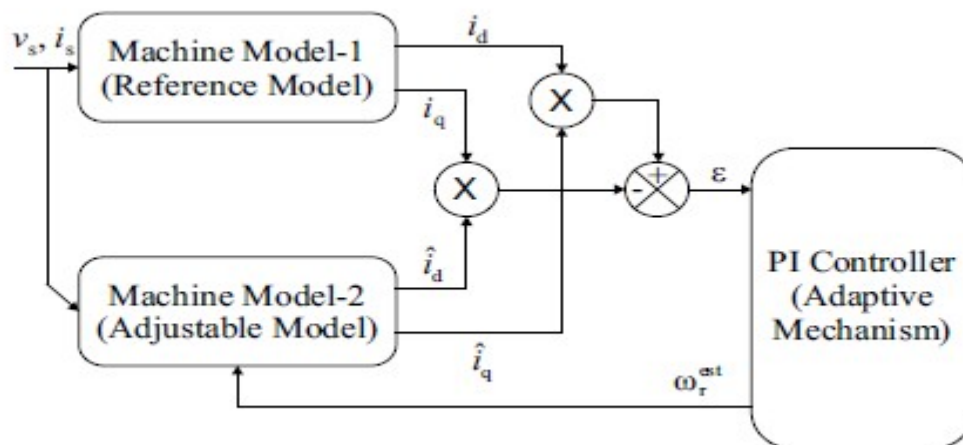 v_s, i_s
Machine Model-1
(Reference Model)
i_d
i_q
X
X
+
-
ε
î_d
Machine Model-2
(Adjustable Model)
î_q
PI Controller
(Adaptive
Mechanism)
ω_r^est